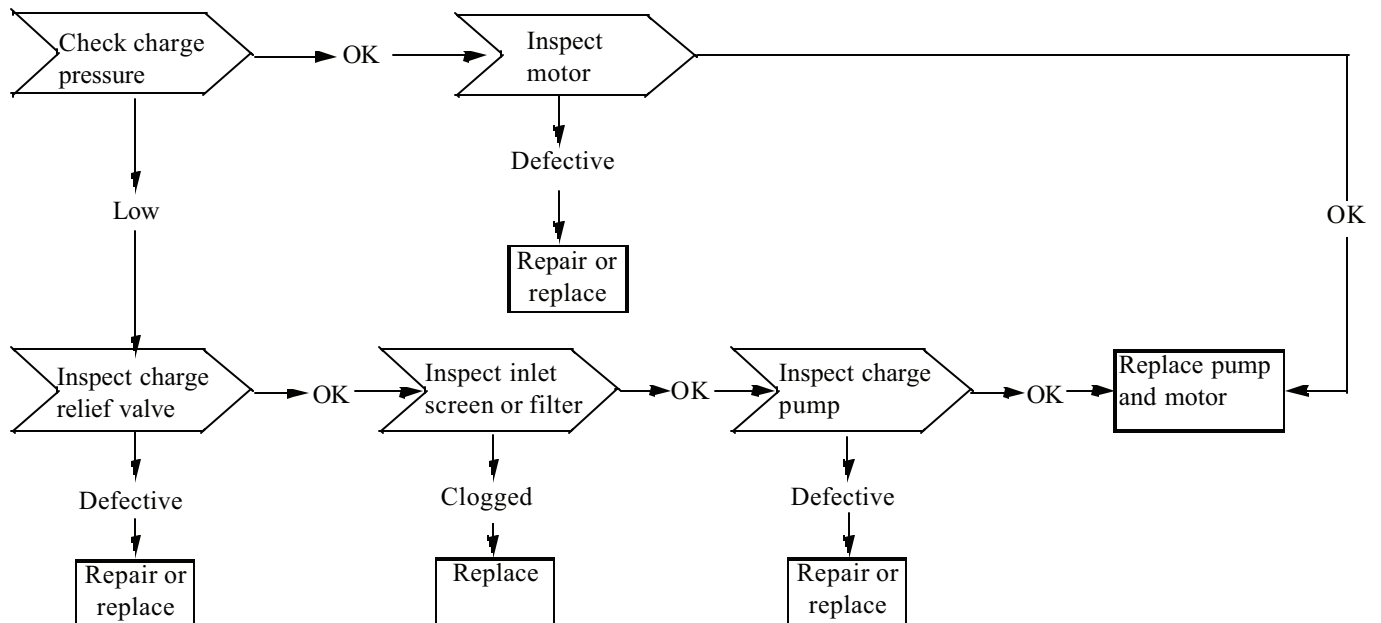 Check charge
pressure
OK
Inspect
motor
Defective
Low
OK
Repair or
replace
Inspect charge
relief valve
OK
Inspect inlet
screen or filter
OK
Inspect charge
pump
OK
Replace pump
and motor
Defective
Clogged
Defective
Repair or
replace
Replace
Repair or
replace